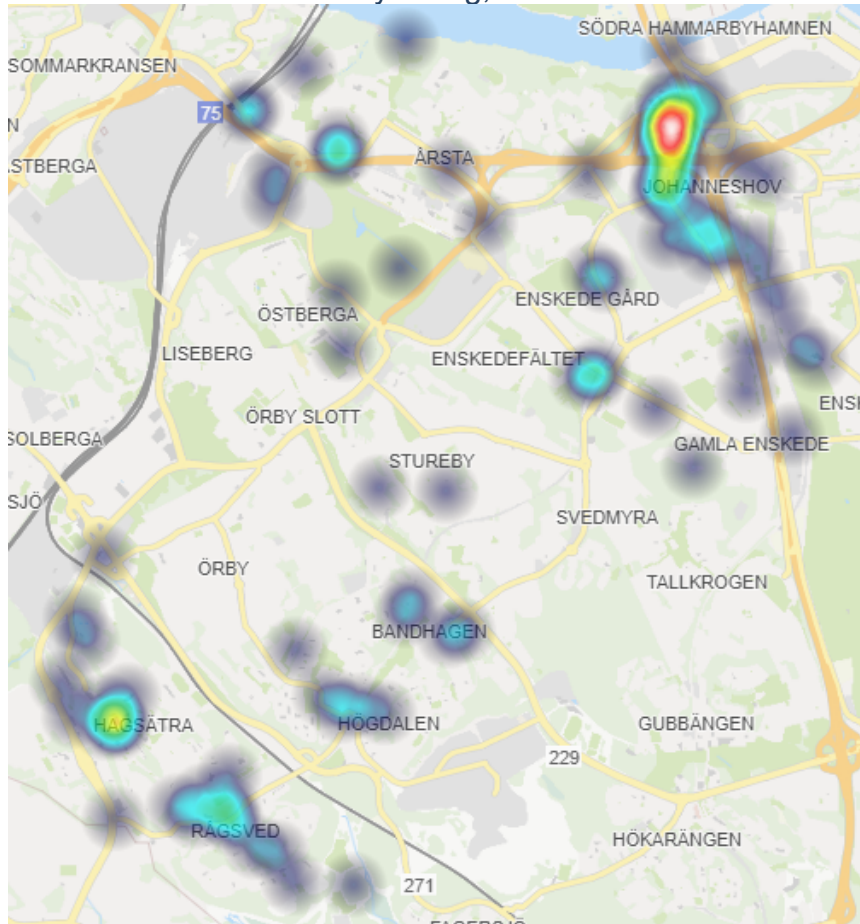 SÖDRA HAMMARBYHAMNEN
SOMMARKRANSEN
75
N
ÅRSTA
ÄSTBERGA
JOHANNESHOV
ENSKEDE GÅRD
ÖSTBERGA
LISEBERG
ENSKEDEFÄLTET
ENSK
ÖRBY SLOTT
SOLBERGA
GAMLA ENSKEDE
STUREBY
SJÖ
SVEDMYRA
ÖRBY
TALLKROGEN
BANDHAGEN
HAGSÄTRA
HÖGDALEN
GUBBÄNGEN
229
RÅGSVED
HÖKARÄNGEN
271